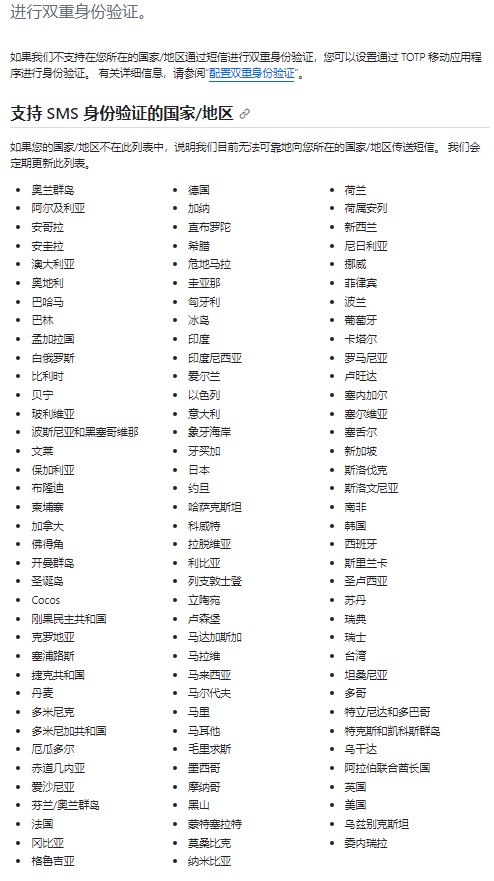 进行双重身份验证。
如果我们不支持在您所在的国家/地区通过短信进行双重身份验证，您可以设置通过 TOTP 移动应用程
序进行身份验证。 有关详细信息，请参阅“配置双重身份验证”。
支持 SMS 身份验证的国家/地区
如果您的国家/地区不在此列表中，说明我们目前无法可靠地向您所在的国家/地区传送短信。 我们会
定期更新此列表。
奥兰群岛
阿尔及利亚
安哥拉
安圭拉
澳大利亚
奥地利
巴哈马
巴林
孟加拉国
白俄罗斯
比利时
贝宁
玻利维亚
波斯尼亚和黑塞哥维那
文莱
保加利亚
布隆迪
柬埔寨
加拿大
佛得角
开曼群岛
圣诞岛
Cocos
刚果民主共和国
克罗地亚
塞浦路斯
捷克共和国
丹麦
多米尼克
多米尼加共和国
厄瓜多尔
赤道几内亚
爱沙尼亚
芬兰/奥兰群岛
法国
冈比亚
格鲁吉亚
德国
加纳
直布罗陀
希腊
危地马拉
圭亚那
匈牙利
冰岛
印度
印度尼西亚
爱尔兰
以色列
意大利
象牙海岸
牙买加
日本
约旦
哈萨克斯坦
科威特
拉脱维亚
利比亚
列支敦士登
立陶宛
卢森堡
马达加斯加
马拉维
马来西亚
马尔代夫
马里
马耳他
毛里求斯
墨西哥
摩纳哥
黑山
蒙特塞拉特
莫桑比克
纳米比亚
荷兰
荷属安列
新西兰
尼日利亚
挪威
菲律宾
波兰
葡萄牙
卡塔尔
罗马尼亚
卢旺达
塞内加尔
塞尔维亚
塞舌尔
新加坡
斯洛伐克
斯洛文尼亚
南非
韩国
西班牙
斯里兰卡
圣卢西亚
苏丹
瑞典
瑞士
台湾
坦桑尼亚
多哥
特立尼达和多巴哥
特克斯和凯科斯群岛
乌干达
阿拉伯联合酋长国
英国
美国
乌兹别克斯坦
委内瑞拉